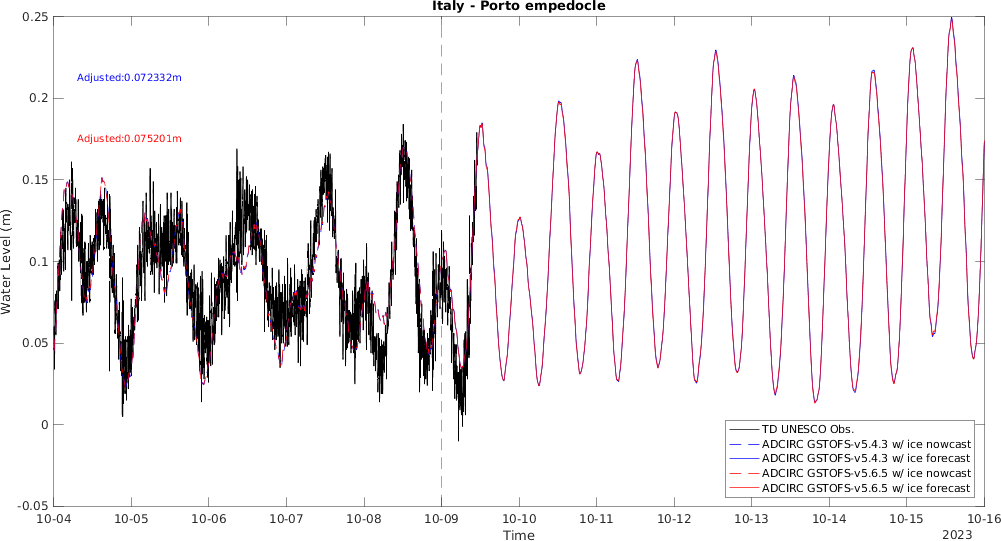 Italy - Porto empedocle
0.25
0.2
0.15
0.1
0.05
0
-0.05
Water Level (m)
Adjusted:0.072332m
Adjusted:0.075201m
TD UNESCO Obs.
ADCIRC GSTOFS-v5.4.3 w/ ice nowcast
ADCIRC GSTOFS-v5.4.3 w/ ice forecast
ADCIRC GSTOFS-v5.6.5 w/ ice nowcast
ADCIRC GSTOFS-v5.6.5 w/ ice forecast
10-04 10-05 10-06 10-07 10-08 10-09 10-10 10-11 10-12 10-13 10-14 10-15 10-16
Time
2023